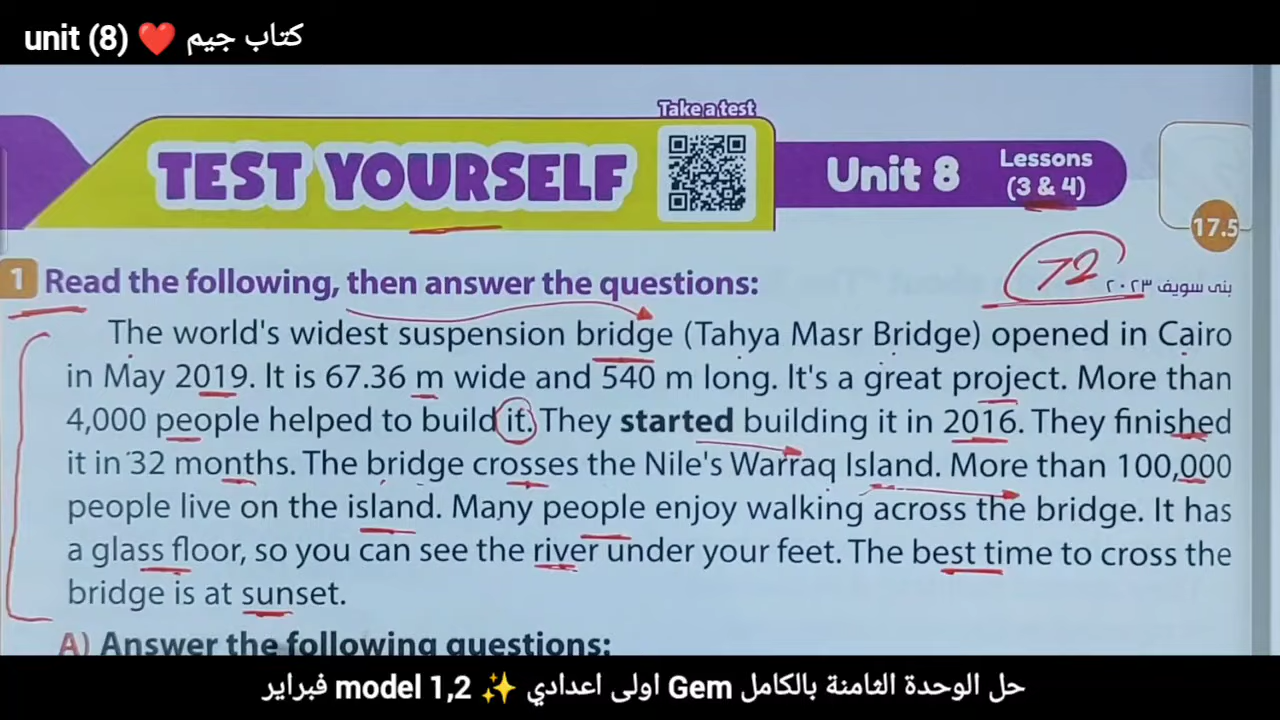 unit (8) ❤️ كتاب جيم
Take a test
TEST YOURSELF
Unit 8
Lessons
(3 & 4)
17.5
1 Read the following, then answer the questions:
72
بنى سويف ٢٠٢٣
The world's widest suspension bridge (Tahya Masr Bridge) opened in Cairo
in May 2019. It is 67.36 m wide and 540 m long. It's a great project. More than
4,000 people helped to build it. They started building it in 2016. They finished
it in 32 months. The bridge crosses the Nile's Warraq Island. More than 100,000
people live on the island. Many people enjoy walking across the bridge. It has
a glass floor, so you can see the river under your feet. The best time to cross the
bridge is at sunset.
A) Answer the following questions:
حل الوحدة الثامنة بالكامل Gem اولى اعدادي ✨ model 1,2 فبراير